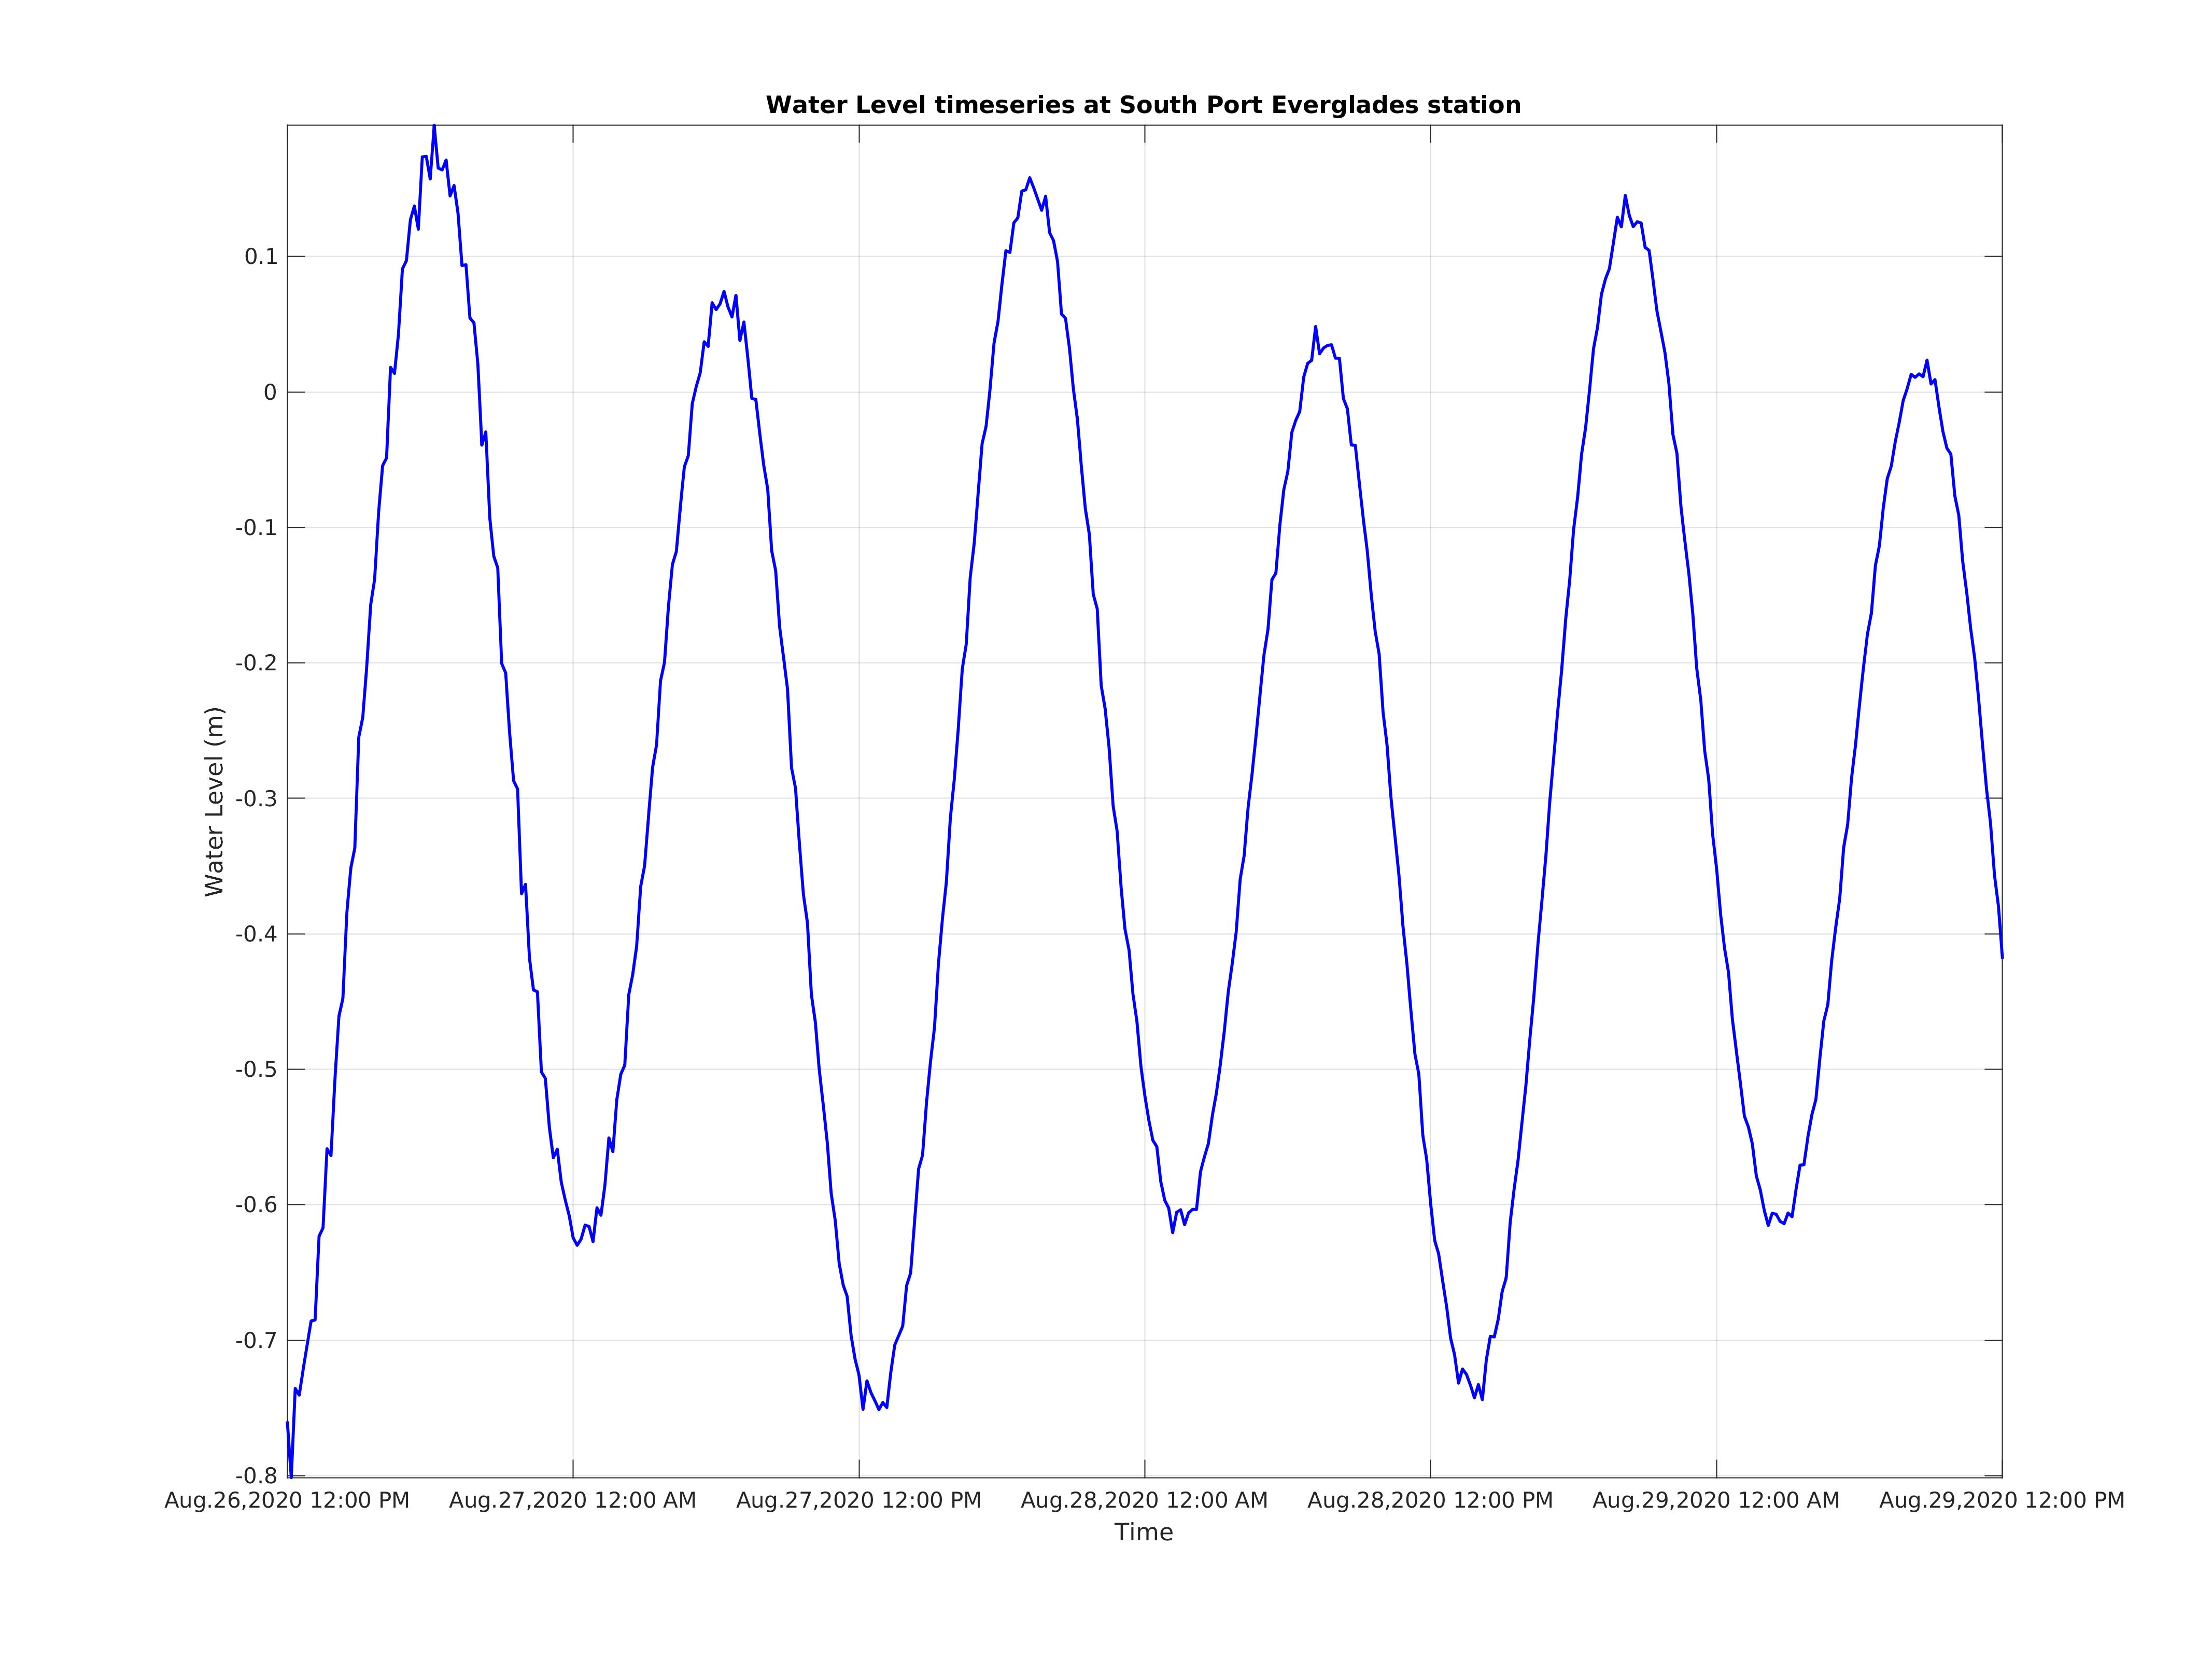 Water Level timeseries at South Port Everglades station
0.1
0
-0.1
-0.2
-0.3
-0.4
-0.5
-0.6
-0.7
-0.8
Water Level (m)
Aug.26,2020 12:00 PM
Aug.27,2020 12:00 AM
Aug.27,2020 12:00 PM
Aug.28,2020 12:00 AM
Aug.28,2020 12:00 PM
Aug.29,2020 12:00 AM
Aug.29,2020 12:00 PM
Time